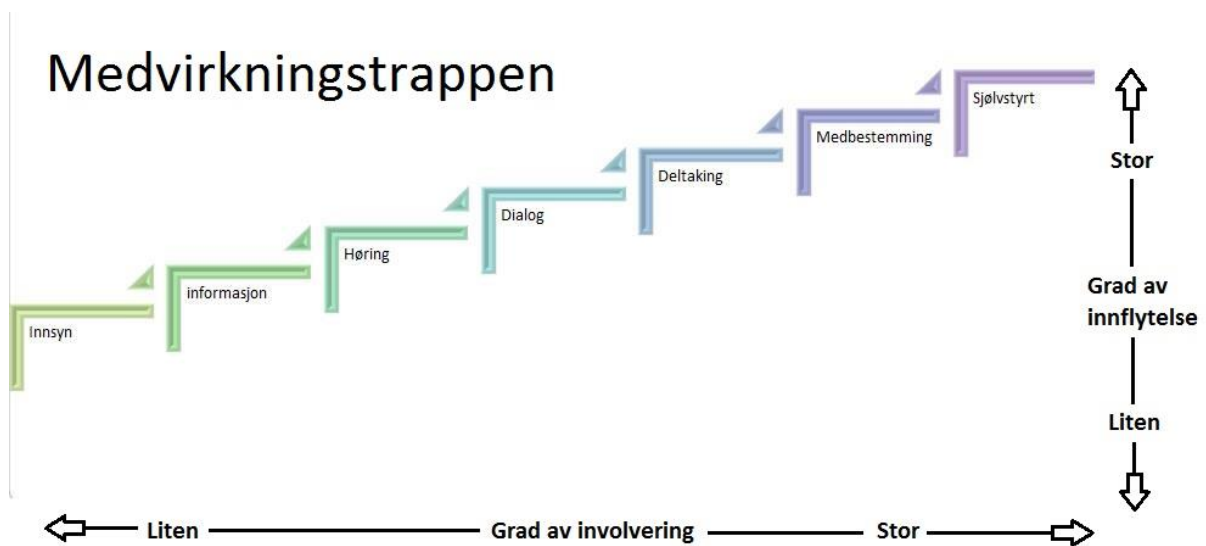 Medvirkningstrappen
Sjølvstyrt
Medbestemming
Deltaking
Dialog
Høring
informasjon
Innsyn
Stor
Grad av
innflytelse
Liten
Liten
Grad av involvering
Stor